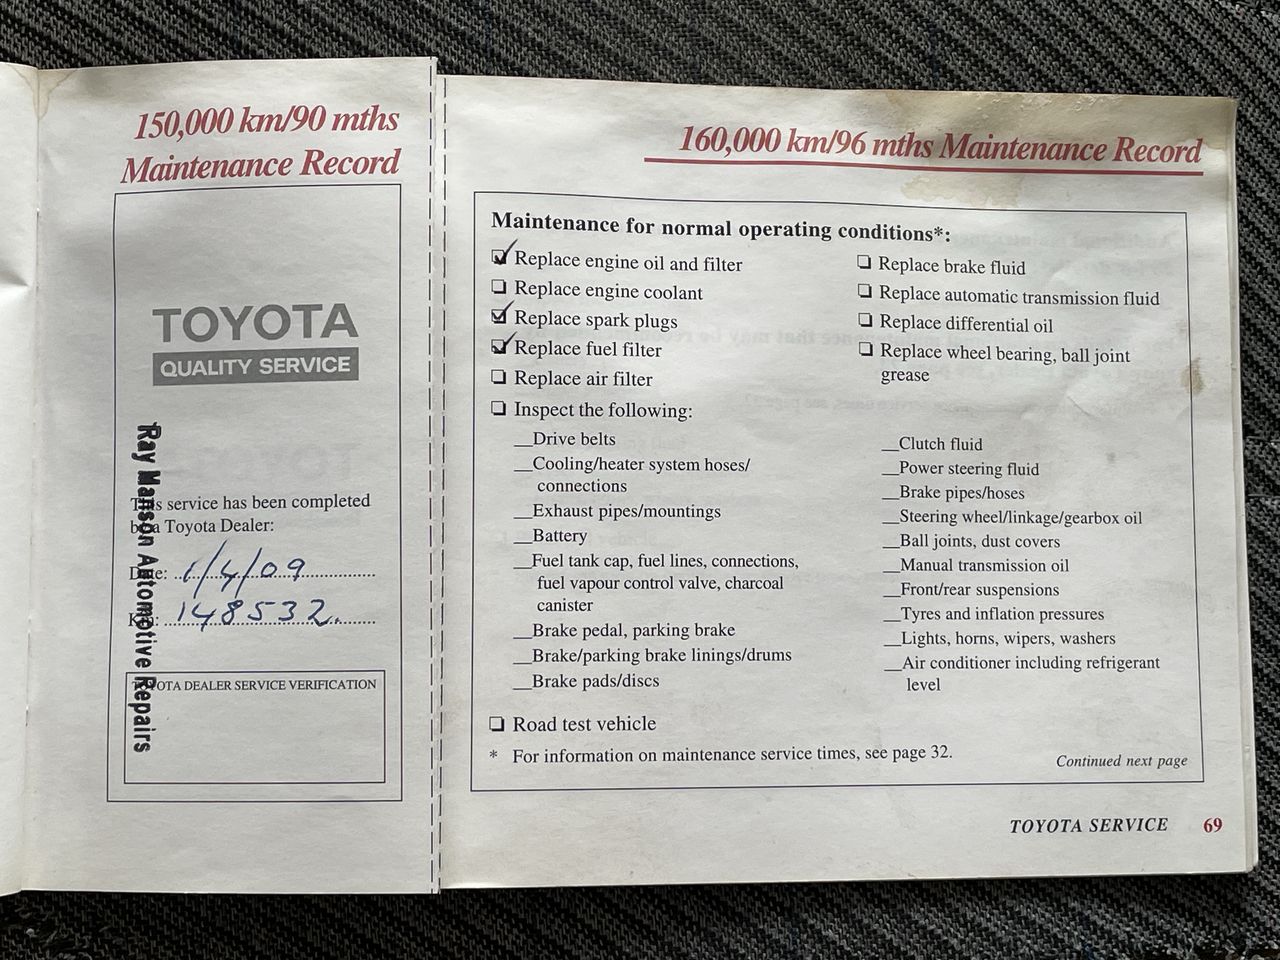 150,000 km/90 mths
Maintenance Record
TOYOTA
QUALITY SERVICE
Ray Manson Automotive Repairs
This service has been completed
by a Toyota Dealer:
Date: 1/4/09
Km: 148532
TOYOTA DEALER SERVICE VERIFICATION
160,000 km/96 mths Maintenance Record
Maintenance for normal operating conditions*:
Replace engine oil and filter
Replace engine coolant
Replace spark plugs
Replace fuel filter
Replace air filter
Replace brake fluid
Replace automatic transmission fluid
Replace differential oil
Replace wheel bearing, ball joint
grease
Inspect the following:
__Drive belts
__Cooling/heater system hoses/
connections
__Exhaust pipes/mountings
__Battery
__Fuel tank cap, fuel lines, connections,
fuel vapour control valve, charcoal
canister
__Brake pedal, parking brake
__Brake/parking brake linings/drums
__Brake pads/discs
__Clutch fluid
__Power steering fluid
__Brake pipes/hoses
__Steering wheel/linkage/gearbox oil
__Ball joints, dust covers
__Manual transmission oil
__Front/rear suspensions
__Tyres and inflation pressures
__Lights, horns, wipers, washers
__Air conditioner including refrigerant
level
Road test vehicle
* For information on maintenance service times, see page 32.
Continued next page
TOYOTA SERVICE 69